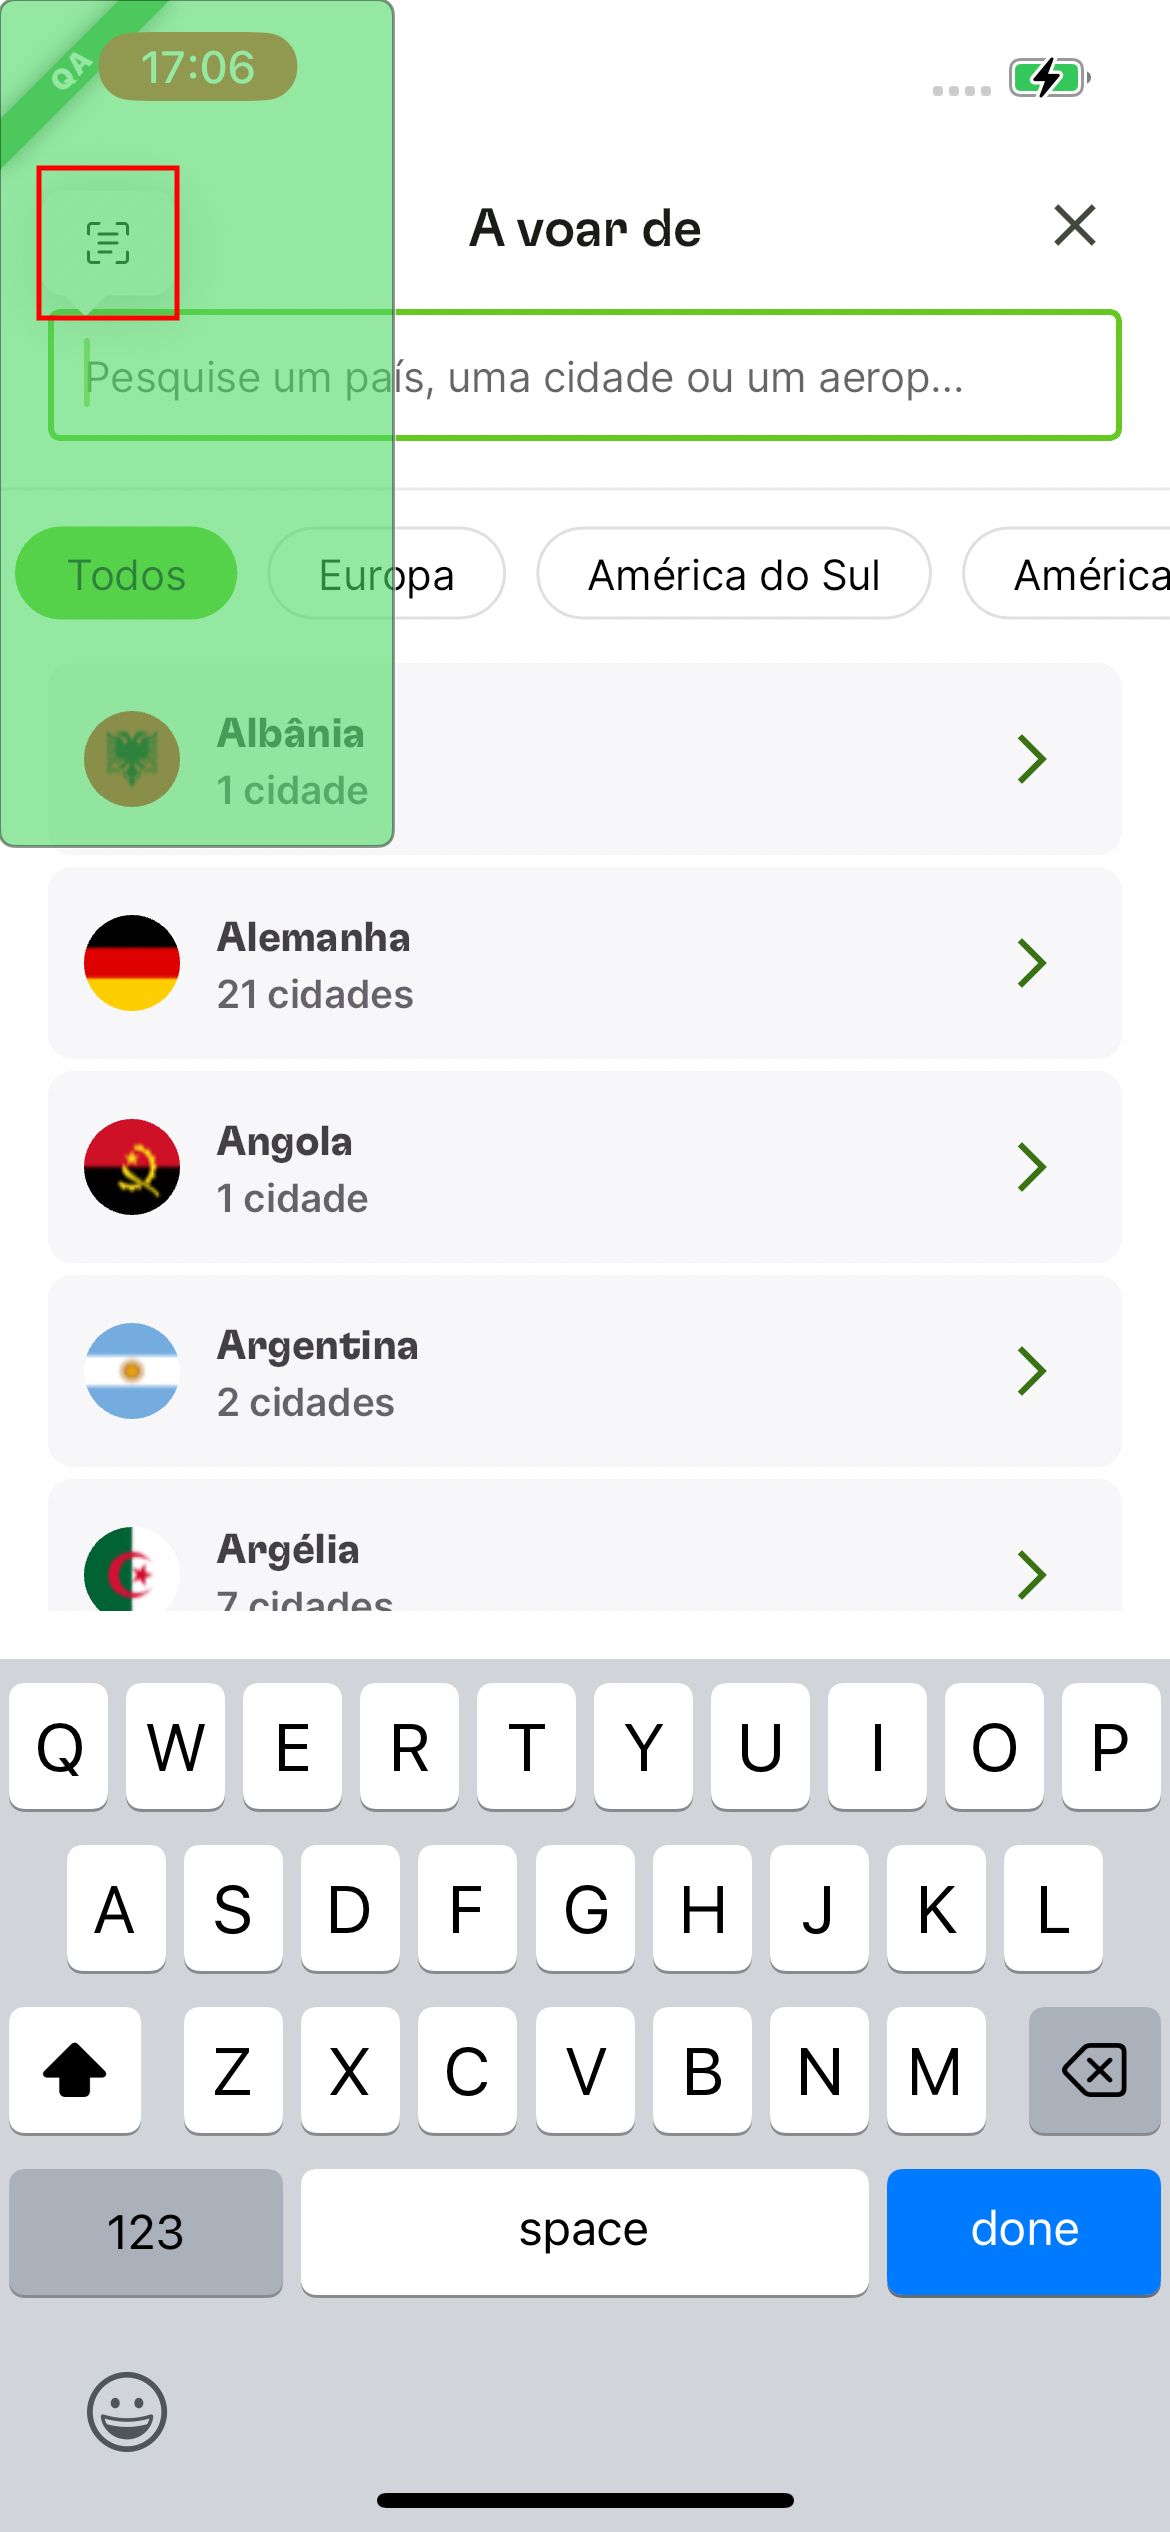 QA
17:06
A voar de
Pesquise um país, uma cidade ou um aerop...
Todos
Europa
América do Sul
América
Albânia
1 cidade
Alemanha
21 cidades
Angola
1 cidade
Argentina
2 cidades
Argélia
7 cidades
Q W E R T Y U I O P
A S D F G H J K L
Z X C V B N M
123
space
done